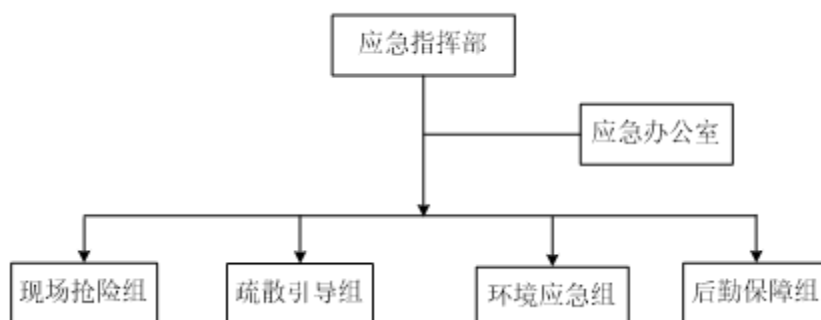 应急指挥部
应急办公室
现场抢险组
疏散引导组
环境应急组
后勤保障组